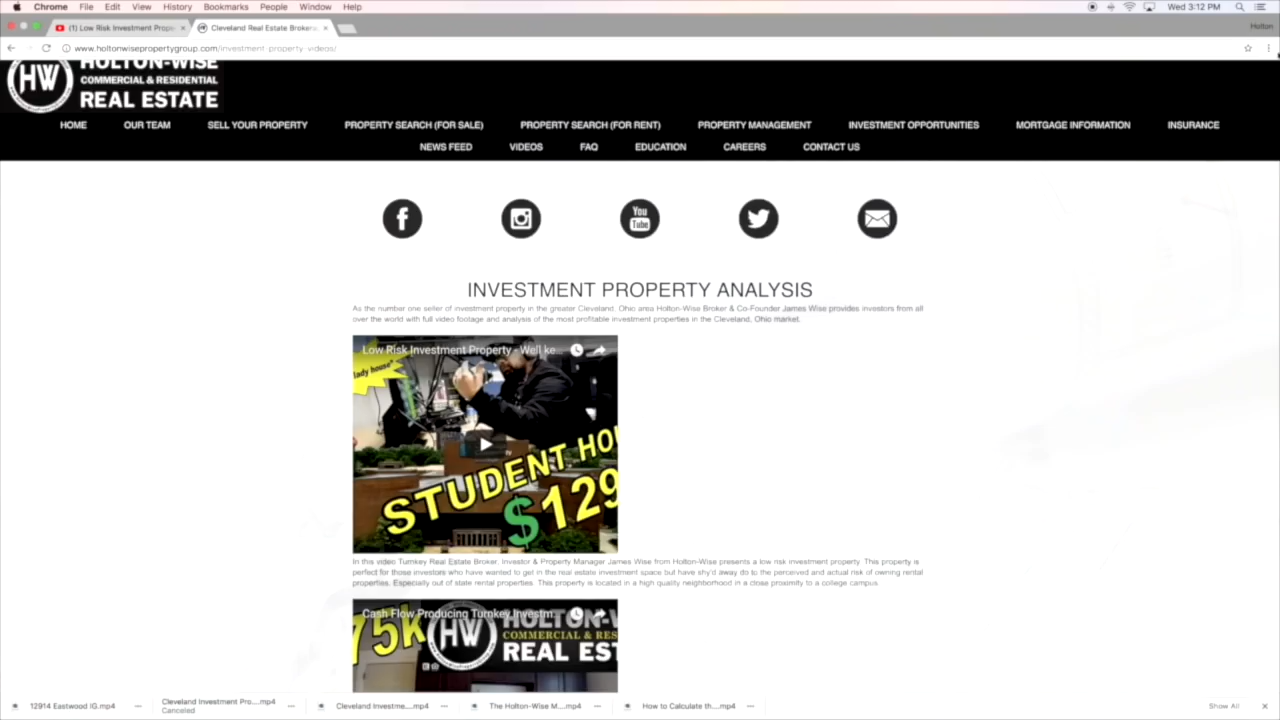 Chrome File Edit View History Bookmarks People Window Help Wed 3:12 PM
(1) Low Risk Investment Prop Cleveland Real Estate Brokera Holton
www.holtonwisepropertygroup.com/investment-property-videos/
HW HOLTON-WISE
COMMERCIAL & RESIDENTIAL
REAL ESTATE
HOME OUR TEAM SELL YOUR PROPERTY PROPERTY SEARCH (FOR SALE) PROPERTY SEARCH (FOR RENT) PROPERTY MANAGEMENT INVESTMENT OPPORTUNITIES MORTGAGE INFORMATION INSURANCE
NEWS FEED VIDEOS FAQ EDUCATION CAREERS CONTACT US
You
Tube
INVESTMENT PROPERTY ANALYSIS
As the number one seller of investment property in the greater Cleveland, Ohio area Holton-Wise Broker & Co-Founder James Wise provides investors from all
over the world with full video footage and analysis of the most profitable investment properties in the Cleveland, Ohio market.
Low Risk Investment Property - Well ke...
lady house"
STUDENT HOU
$129
In this video Turnkey Real Estate Broker, Investor & Property Manager James Wise from Holton-Wise presents a low risk investment property. This property is
perfect for those investors who have wanted to get in the real estate investment space but have shy'd away do to the perceived and actual risk of owning rental
properties. Especially out of state rental properties. This property is located in a high quality neighborhood in a close proximity to a college campus.
Cash Flow Producing Turnkey Investm...
75k HW HOLTON-W
COMMERCIAL & RES
REAL EST
12914 Eastwood IG.mp4 Cleveland Investment Pro....mp4 Cleveland Investme....mp4 The Holton-Wise M....mp4 How to Calculate th....mp4 Show All
Canceled